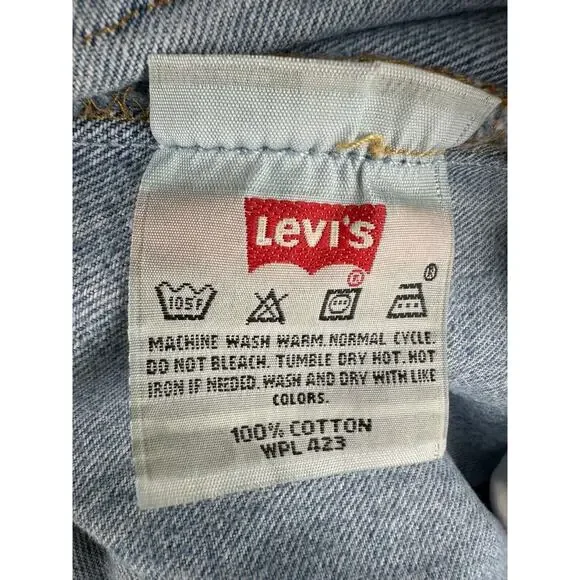 Levi's
®
105F
®
MACHINE WASH WARM. NORMAL CYCLE.
DO NOT BLEACH. TUMBLE DRY HOT. HOT
IRON IF NEEDED. WASH AND DRY WITH LIKE
COLORS.
100% COTTON
WPL 423